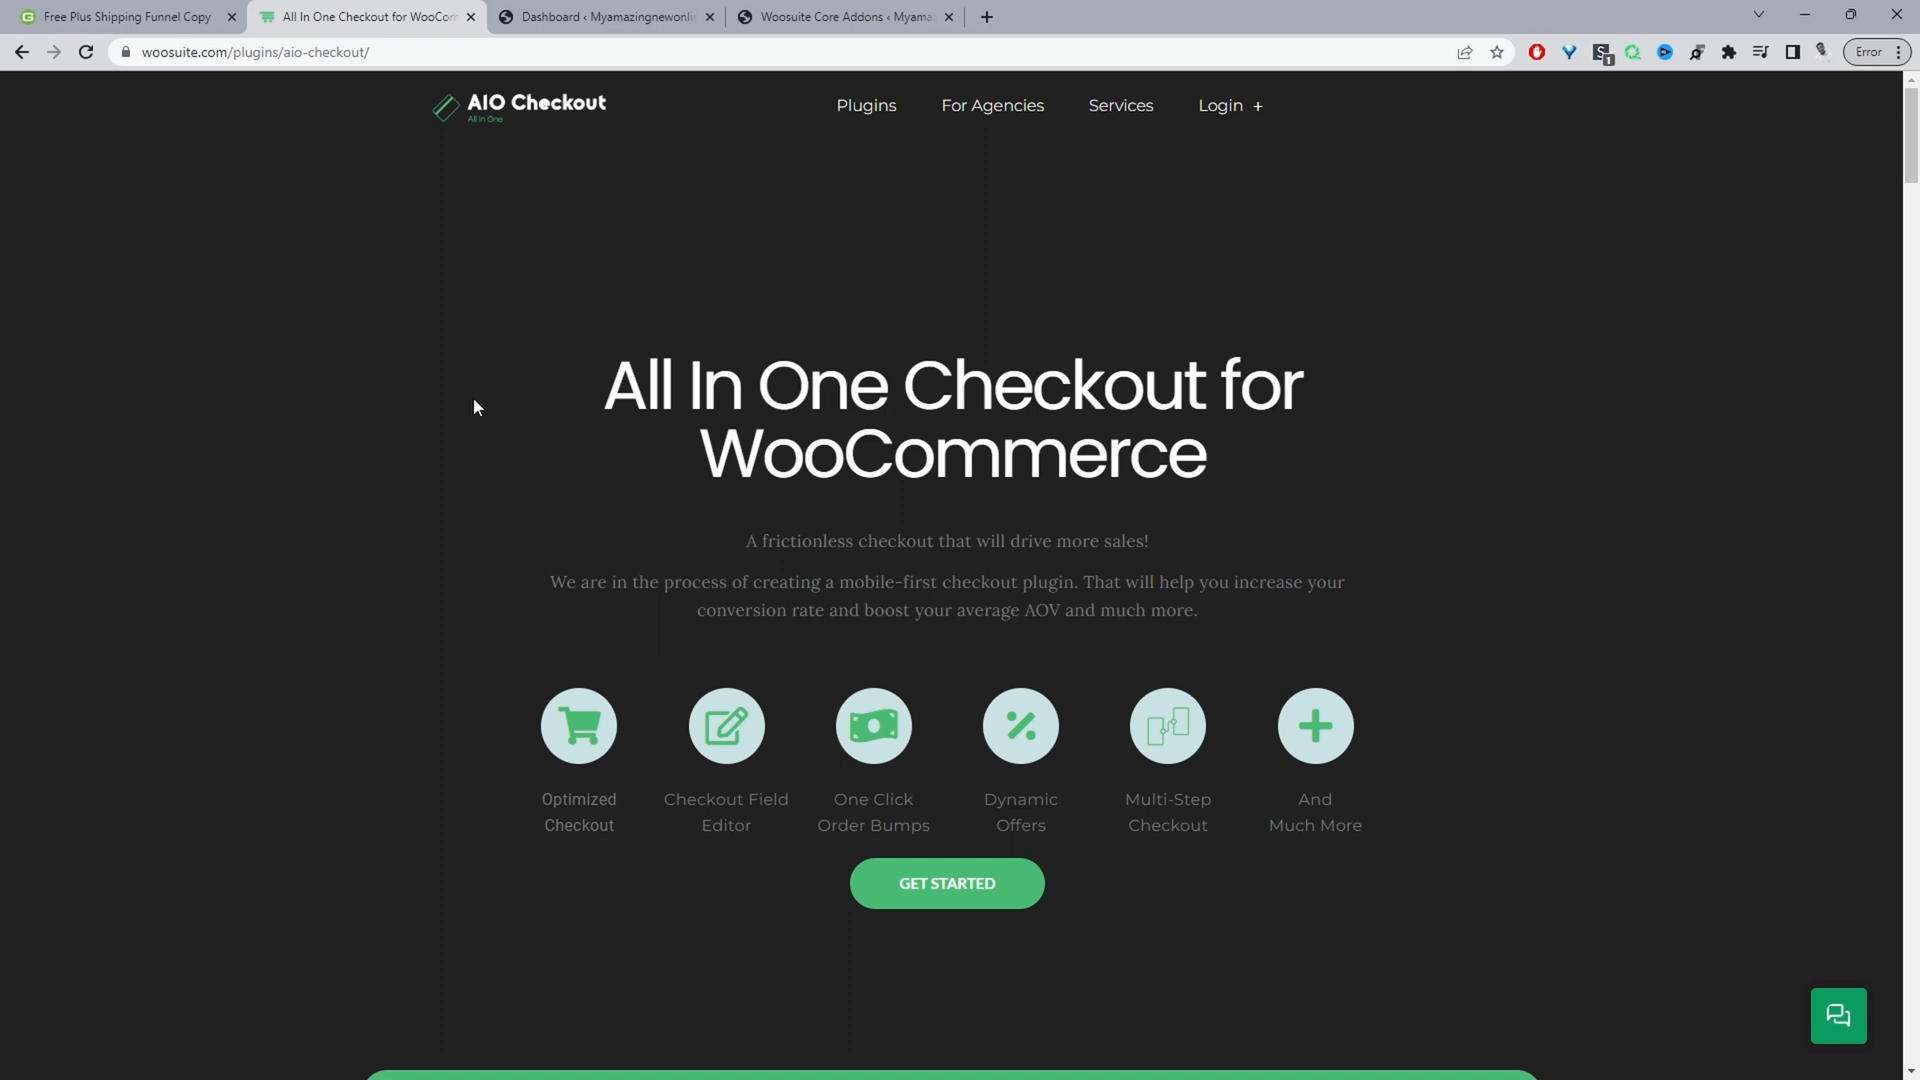 Free Plus Shipping Funnel Copy
All In One Checkout for WooCom
Dashboard ‹ Myamazingnewonli
Woosuite Core Addons ‹ Myama
woosuite.com/plugins/aio-checkout/
1
Error
AIO Checkout
All In One
Plugins
For Agencies
Services
Login +
All In One Checkout for
WooCommerce
A frictionless checkout that will drive more sales!
We are in the process of creating a mobile-first checkout plugin. That will help you increase your
conversion rate and boost your average AOV and much more.
Optimized
Checkout
Checkout Field
Editor
One Click
Order Bumps
Dynamic
Offers
Multi-Step
Checkout
And
Much More
GET STARTED